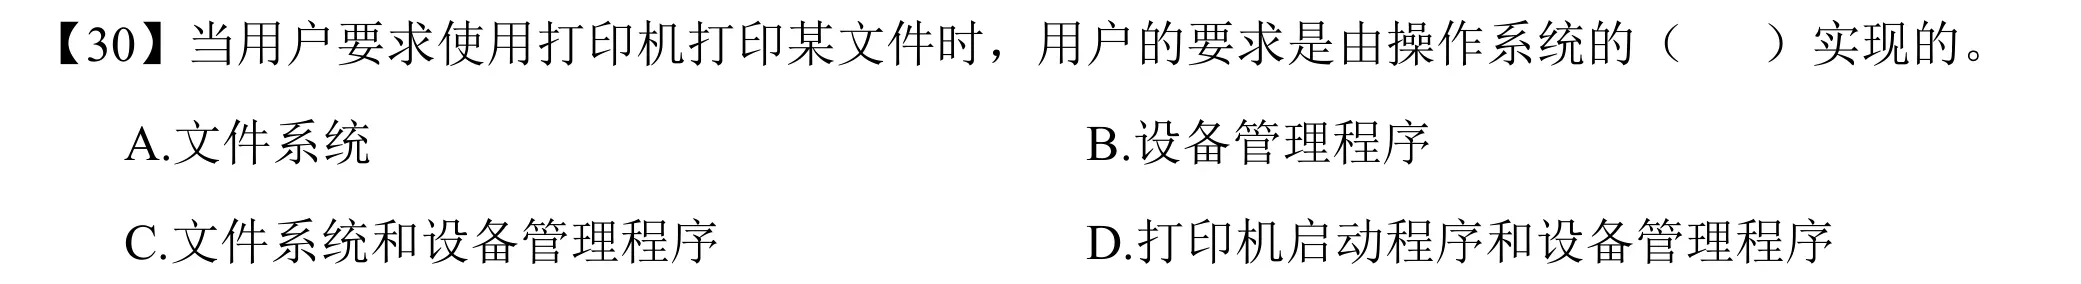 【30】当用户要求使用打印机打印某文件时，用户的要求是由操作系统的（　　）实现的。
A.文件系统　　B.设备管理程序
C.文件系统和设备管理程序　　D.打印机启动程序和设备管理程序